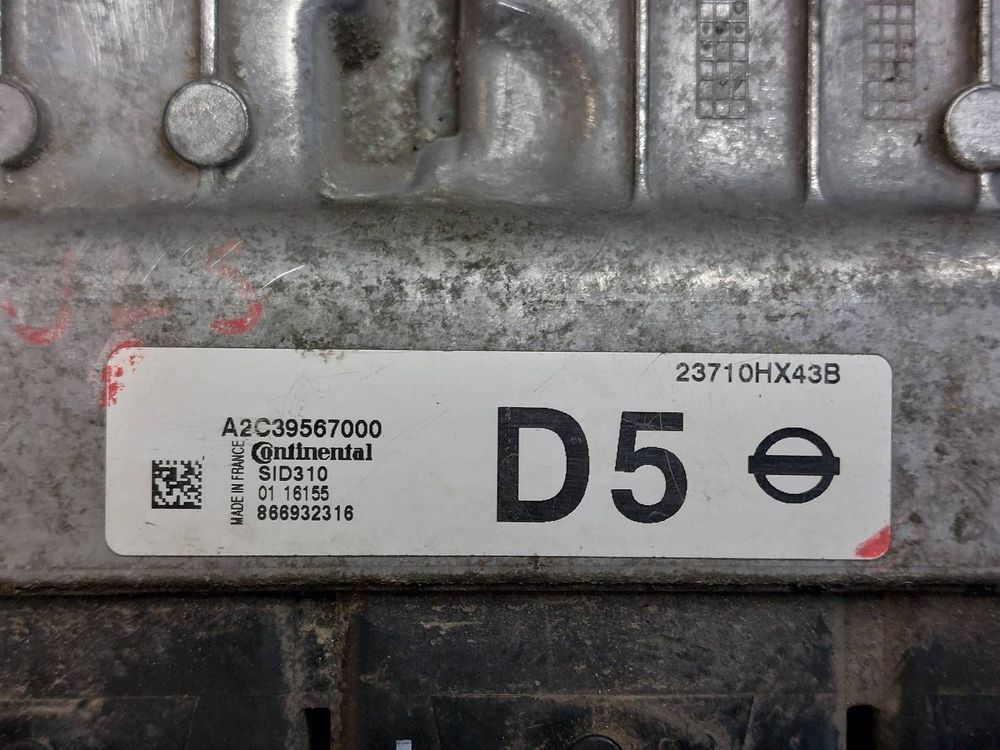 23710HX43B
A2C39567000
Continental
SID310
01 16155
866932316
MADE IN FRANCE
D5